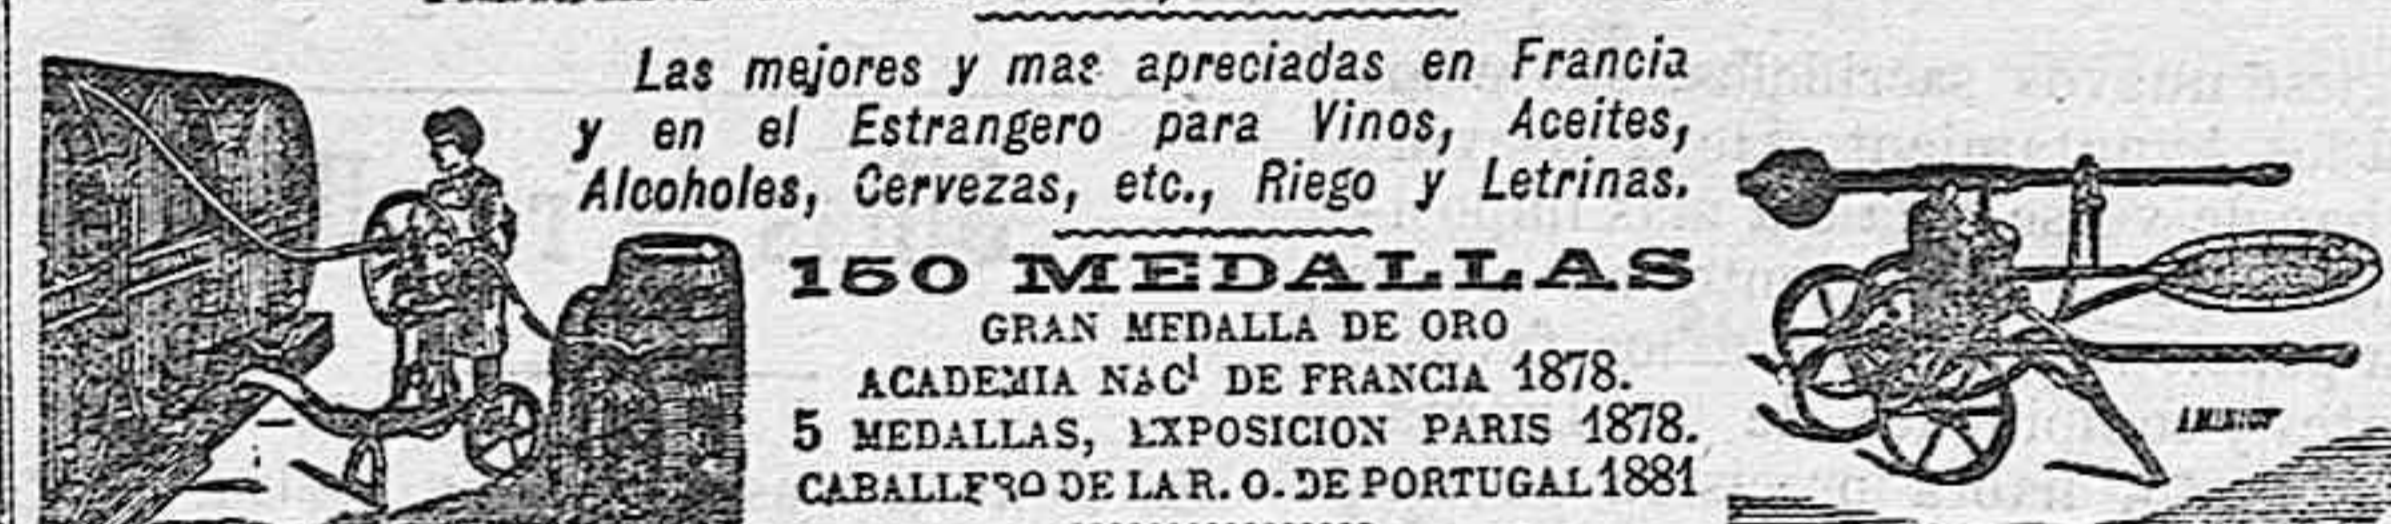 Las mejores y mas apreciadas en Francia
y en el Estrangero para Vinos, Aceites,
Alcoholes, Cervezas, etc., Riego y Letrinas.
150 MEDALLAS
GRAN MEDALLA DE ORO
ACADEMIA NACl DE FRANCIA 1878.
5 MEDALLAS, EXPOSICION PARIS 1878.
CABALLERO DE LA R. O. DE PORTUGAL 1881